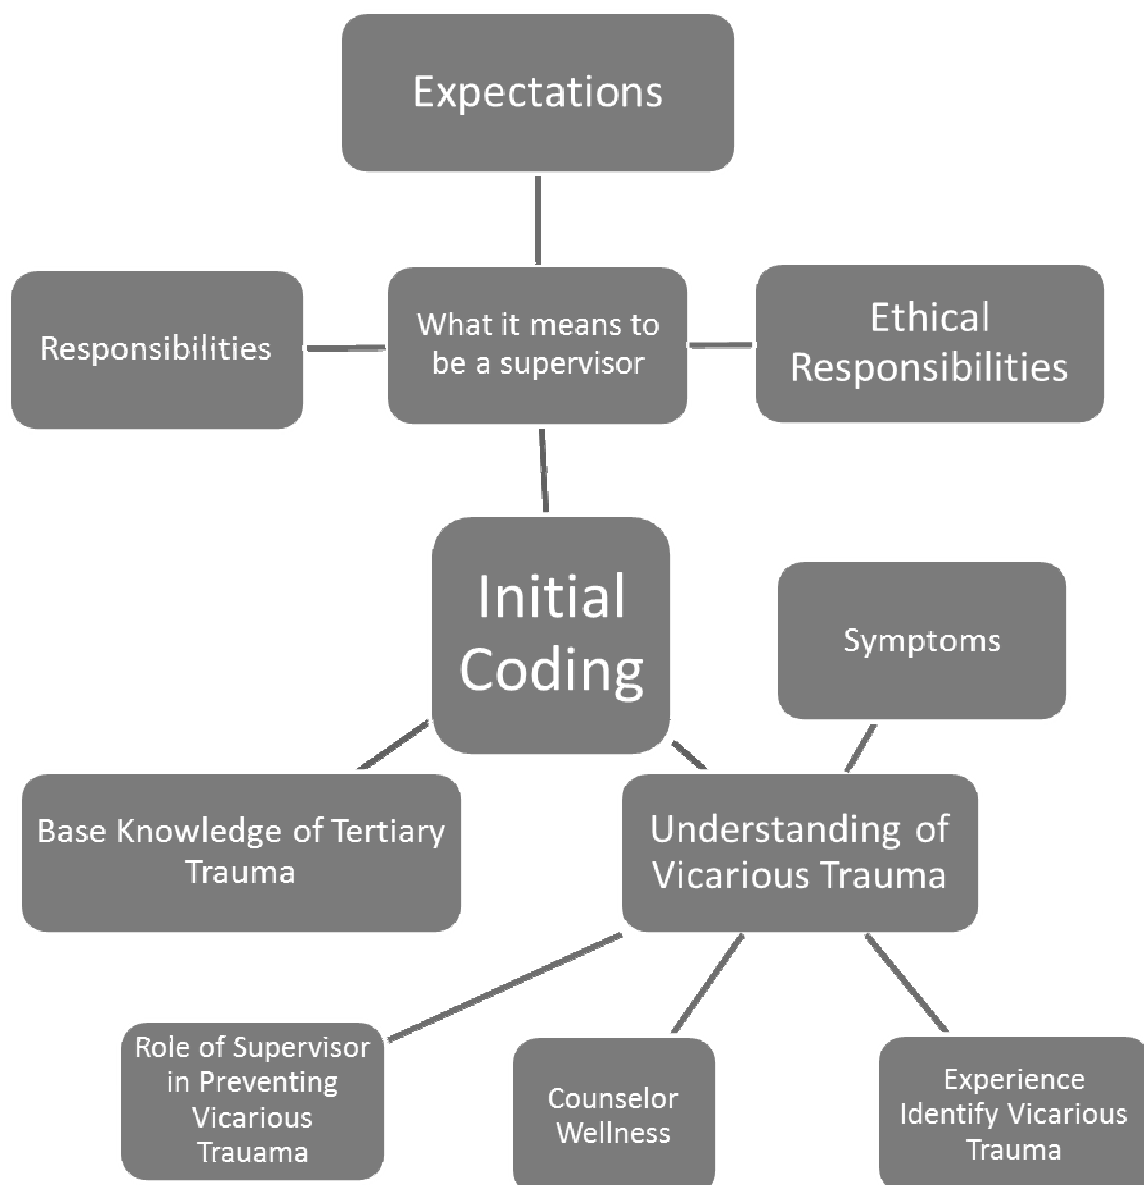 Expectations
Responsibilities
What it means to
be a supervisor
Ethical
Responsibilities
Initial
Coding
Symptoms
Base Knowledge of Tertiary
Trauma
Understanding of
Vicarious Trauma
Role of Supervisor
in Preventing
Vicarious
Trauama
Counselor
Wellness
Experience
Identify Vicarious
Trauma